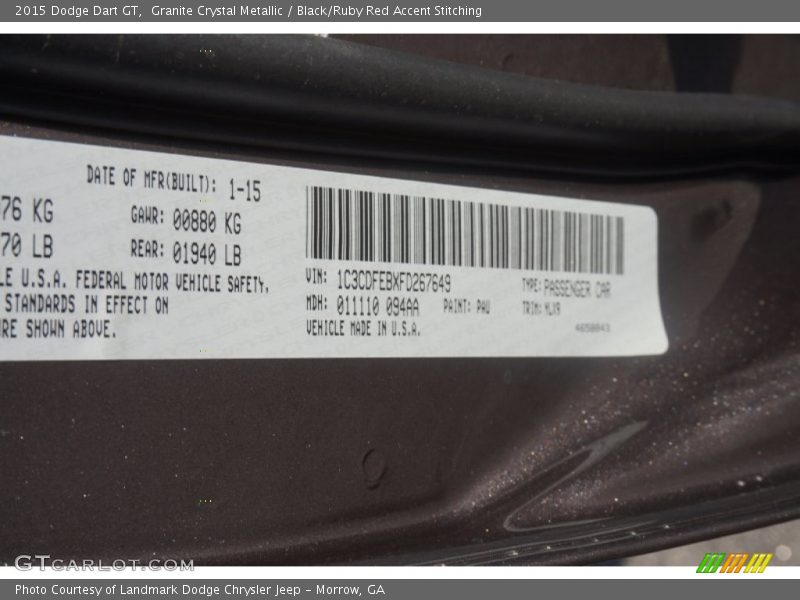 2015 Dodge Dart GT,  Granite Crystal Metallic / Black/Ruby Red Accent Stitching
DATE OF MFR(BUILT): 1-15
76 KG GAWR: 00880 KG
70 LB REAR: 01940 LB
LE U.S.A. FEDERAL MOTOR VEHICLE SAFETY,
STANDARDS IN EFFECT ON
RE SHOWN ABOVE.
VIN: 1C3CDFEBXFD267649 TYPE: PASSENGER CAR
MDH: 011110 094AA PAINT: PAU TRIM: MLX9
VEHICLE MADE IN U.S.A.
4658043
GTCARLOT.COM
Photo Courtesy of Landmark Dodge Chrysler Jeep – Morrow, GA